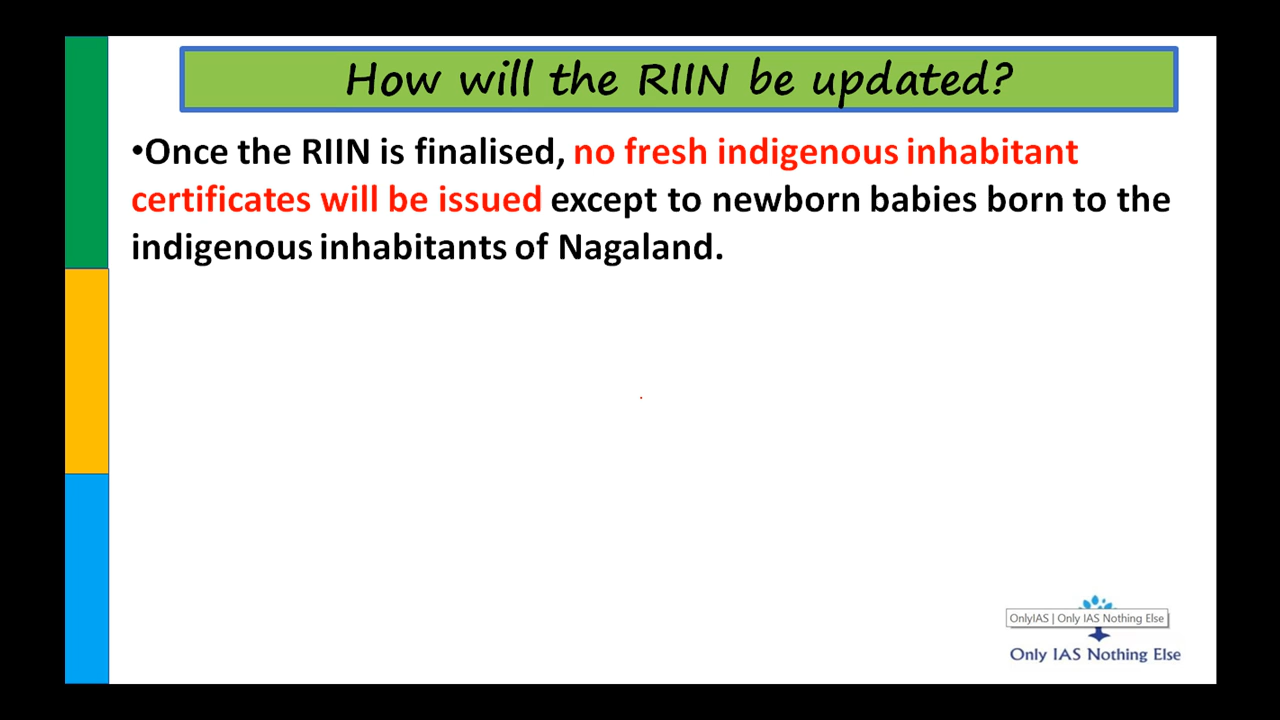 How will the RIIN be updated?
•Once the RIIN is finalised, no fresh indigenous inhabitant
certificates will be issued except to newborn babies born to the
indigenous inhabitants of Nagaland.
OnlyIAS | Only IAS Nothing Else
Only IAS Nothing Else